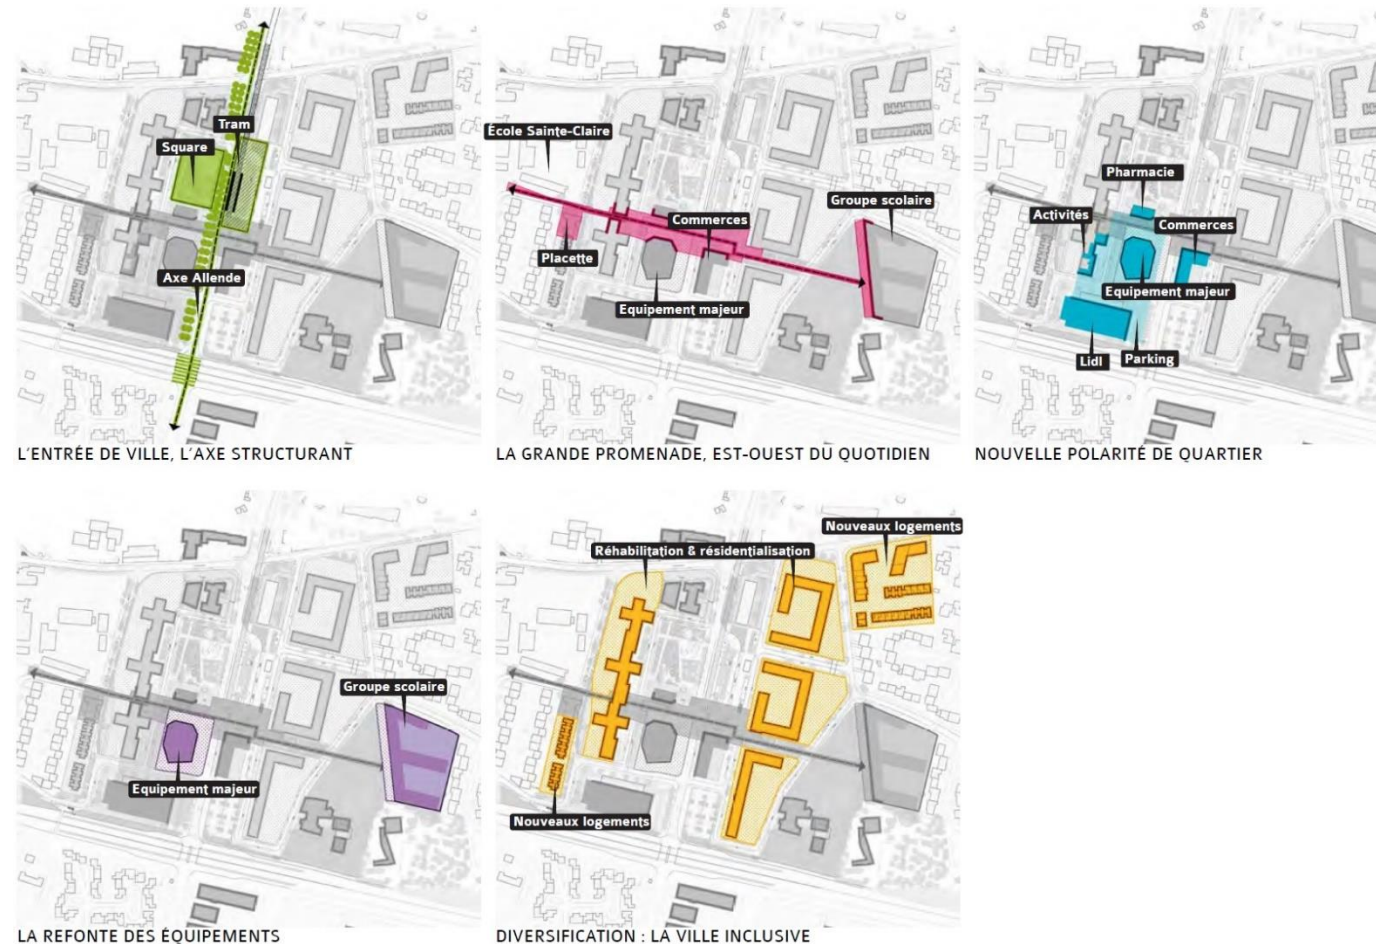 Tram
Square
Axe Allende
L'ENTRÉE DE VILLE, L'AXE STRUCTURANT
École Sainte-Claire
Groupe scolaire
Commerces
Placette
Equipement majeur
LA GRANDE PROMENADE, EST-OUEST DU QUOTIDIEN
Pharmacie
Activités
Commerces
Equipement majeur
Lidl
Parking
NOUVELLE POLARITÉ DE QUARTIER
Groupe scolaire
Equipement majeur
LA REFONTE DES ÉQUIPEMENTS
Nouveaux logements
Réhabilitation & résidentialisation
Nouveaux logements
DIVERSIFICATION : LA VILLE INCLUSIVE